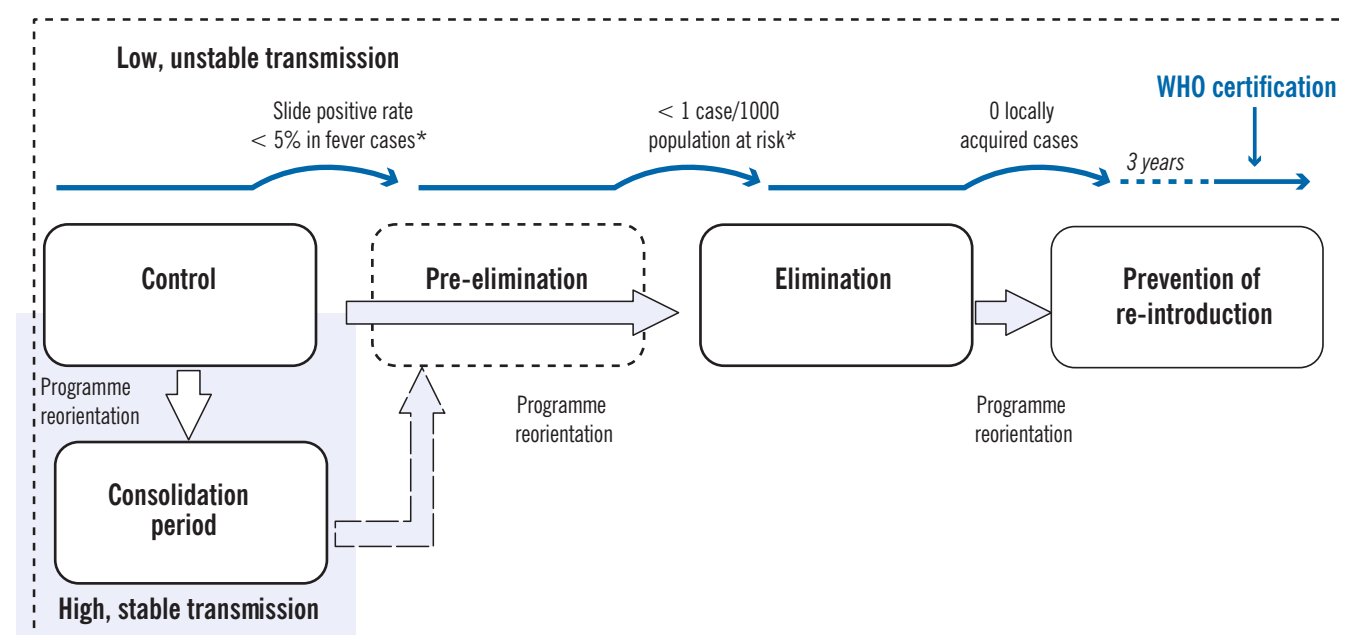 Low, unstable transmission
WHO certification
Slide positive rate
< 5% in fever cases*
< 1 case/1000
population at risk*
0 locally
acquired cases
3 years
Control
Pre-elimination
Elimination
Prevention of
re-introduction
Programme
reorientation
Programme
reorientation
Programme
reorientation
Consolidation
period
High, stable transmission